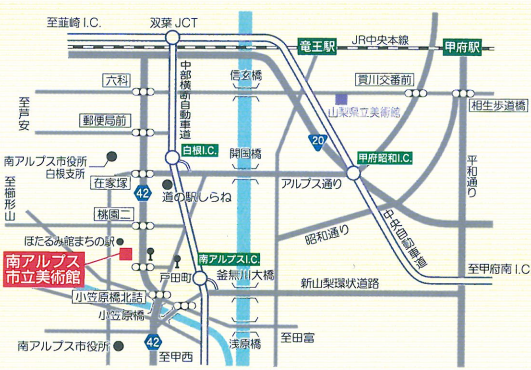 至韮崎 I.C.
双葉 JCT
竜王駅
JR中央本線
甲府駅
六科
中部横断自動車道
信玄橋
貢川交番前
至芦安
山梨県立美術館
相生歩道橋
郵便局前
20
南アルプス市役所
白根支所
白根I.C.
開国橋
甲府昭和I.C.
平和通り
在家塚
42
道の駅しらね
アルプス通り
至櫛形山
桃園二
昭和通り
中央自動車道
ほたるみ館まちの駅
南アルプス
市立美術館
戸田町
南アルプスI.C.
釜無川大橋
至甲府南 I.C.
新山梨環状道路
小笠原橋北詰
小笠原橋
至田富
南アルプス市役所
42
至甲西
浅原橋